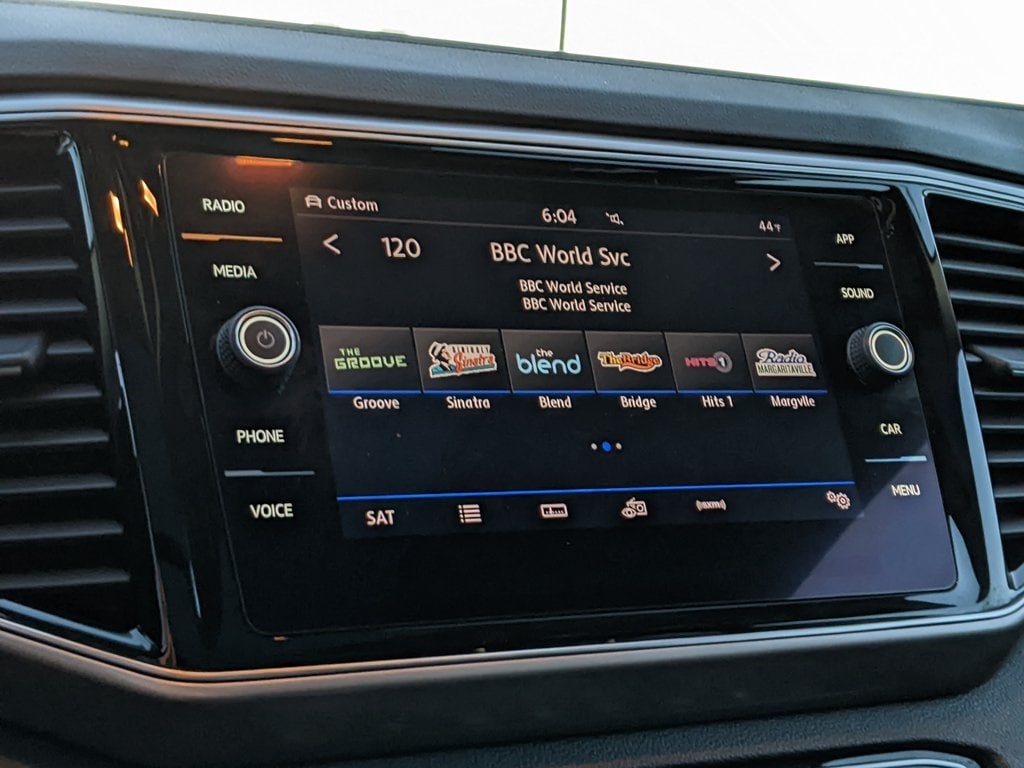 RADIO
MEDIA
PHONE
VOICE
Custom
6:04
44°F
120
BBC World Svc
BBC World Service
BBC World Service
THE GROOVE
Sinatra
the blend
The Bridge
HITS 1
Radio MARGARITAVILLE
Groove Sinatra Blend Bridge Hits 1 Margvlle
SAT
((SXM))
APP
SOUND
CAR
MENU